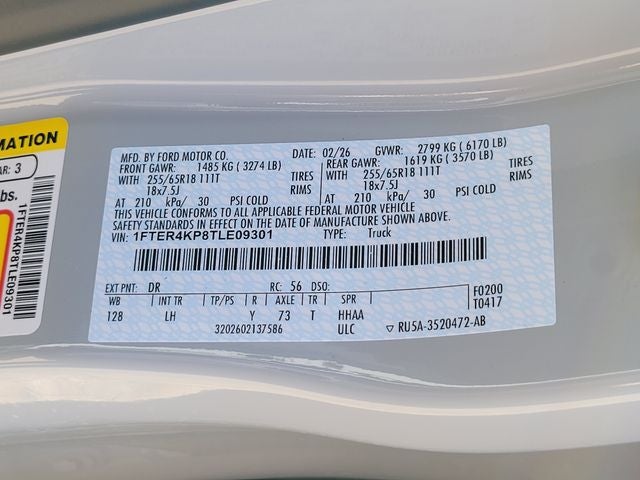 MATION
AR: 3
lbs.
1FTER4KP8TLE09301
MFD. BY FORD MOTOR CO.
DATE: 02/26 GVWR: 2799 KG ( 6170 LB)
FRONT GAWR: 1485 KG ( 3274 LB) REAR GAWR: 1619 KG ( 3570 LB)
WITH 255/65R18 111T TIRES WITH 255/65R18 111T TIRES
18x7.5J RIMS 18x7.5J RIMS
AT 210 kPa/ 30 PSI COLD AT 210 kPa/ 30 PSI COLD
THIS VEHICLE CONFORMS TO ALL APPLICABLE FEDERAL MOTOR VEHICLE
SAFETY STANDARDS IN EFFECT ON THE DATE OF MANUFACTURE SHOWN ABOVE.
VIN: 1FTER4KP8TLE09301 TYPE: Truck
EXT PNT: DR RC: 56 DSO: F0200
WB INT TR TP/PS R AXLE TR SPR T0417
128 LH Y 73 T HHAA
3202602137586 ULC ▽ RU5A-3520472-AB